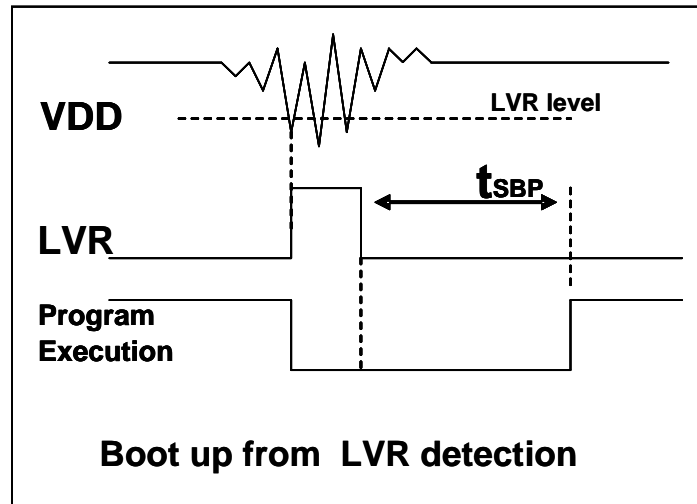 LVR level
VDD
tSBP
LVR
Program
Execution
Boot up from LVR detection